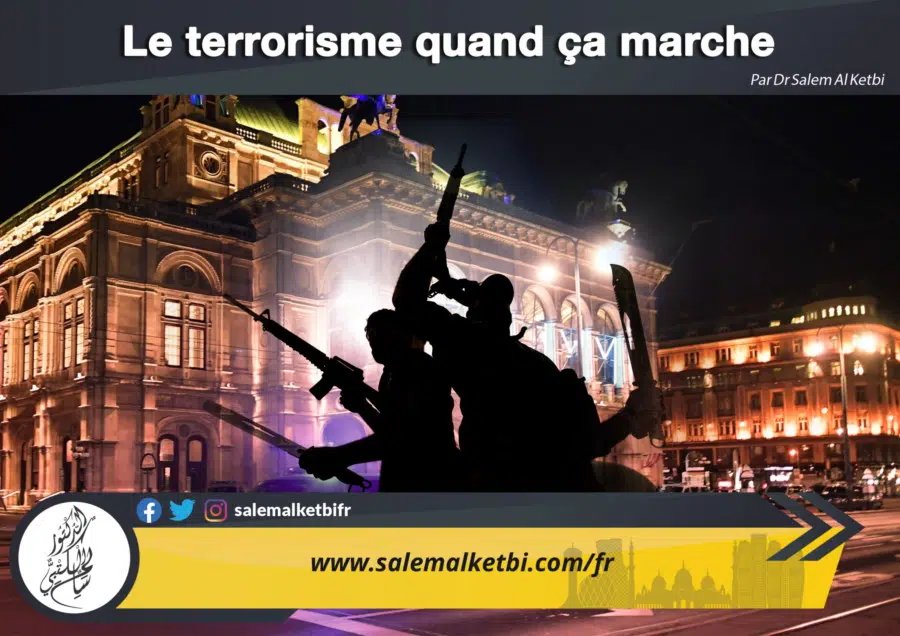 Le terrorisme quand ça marche
Par Dr Salem Al Ketbi
salemalketbifr
www.salemalketbi.com/fr